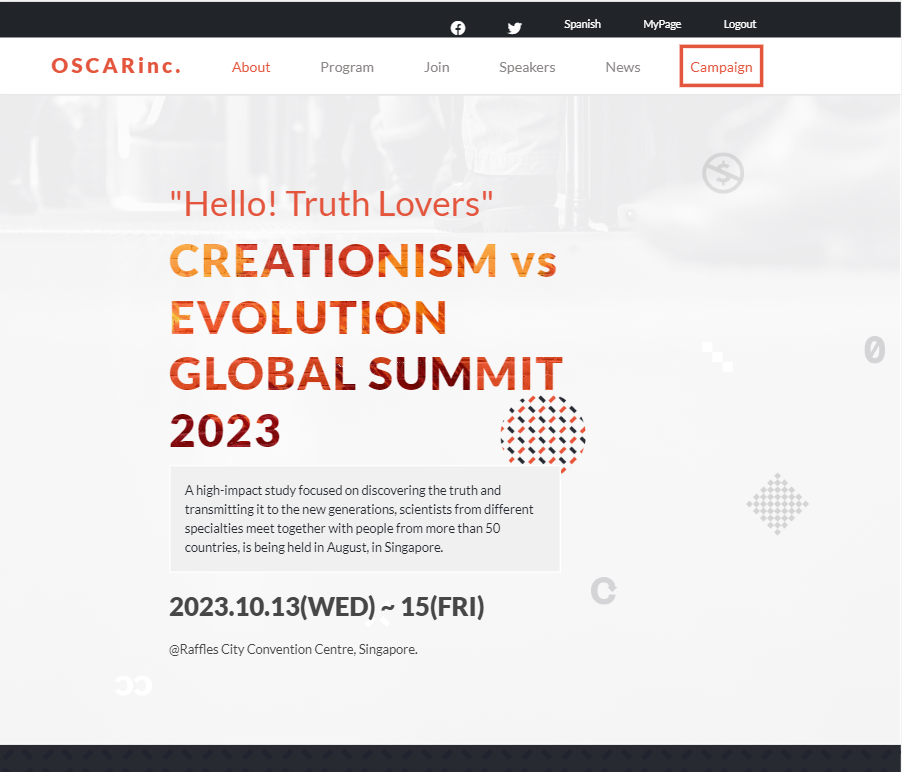 Spanish MyPage Logout
OSCARinc. About Program Join Speakers News Campaign
"Hello! Truth Lovers"
CREATIONISM vs
EVOLUTION
GLOBAL SUMMIT
2023
A high-impact study focused on discovering the truth and
transmitting it to the new generations, scientists from different
specialties meet together with people from more than 50
countries, is being held in August, in Singapore.
2023.10.13(WED) ~ 15(FRI)
@Raffles City Convention Centre, Singapore.